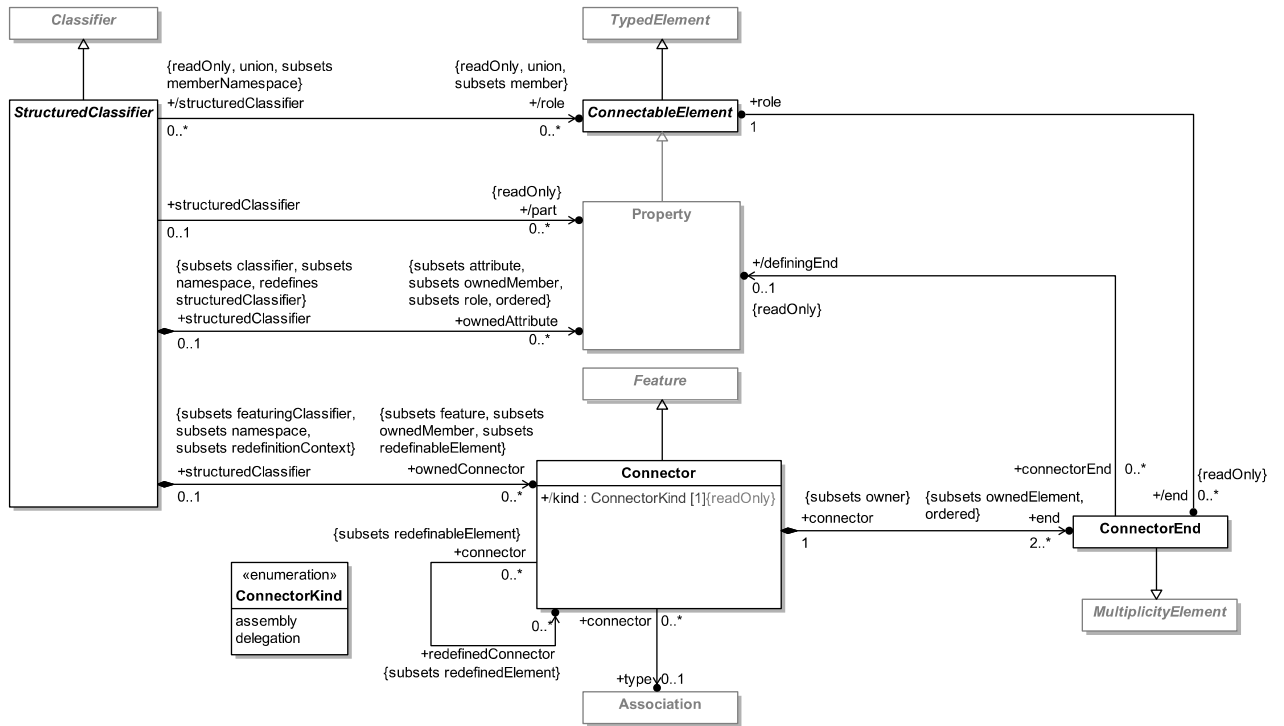 Classifier
TypedElement
{readOnly, union, subsets
memberNamespace}
{readOnly, union,
subsets member}
+/structuredClassifier
+/role
0..*
0..*
StructuredClassifier
ConnectableElement
+role
1
{readOnly}
+structuredClassifier
+/part
0..1
0..*
Property
{subsets classifier, subsets
namespace, redefines
structuredClassifier}
{subsets attribute,
subsets ownedMember,
subsets role, ordered}
+structuredClassifier
+ownedAttribute
0..1
0..*
+/definingEnd
0..1
{readOnly}
Feature
{subsets featuringClassifier,
subsets namespace,
subsets redefinitionContext}
{subsets feature, subsets
ownedMember, subsets
redefinableElement}
+structuredClassifier
+ownedConnector
0..1
0..*
Connector
+/kind : ConnectorKind [1]{readOnly}
{subsets owner}
+connector
1
{subsets ownedElement,
ordered}
+end
2..*
+connectorEnd
0..*
{readOnly}
+/end
0..*
ConnectorEnd
MultiplicityElement
{subsets redefinableElement}
+connector
0..*
0..*
+redefinedConnector
{subsets redefinedElement}
«enumeration»
ConnectorKind
assembly
delegation
+connector
0..*
+type
0..1
Association